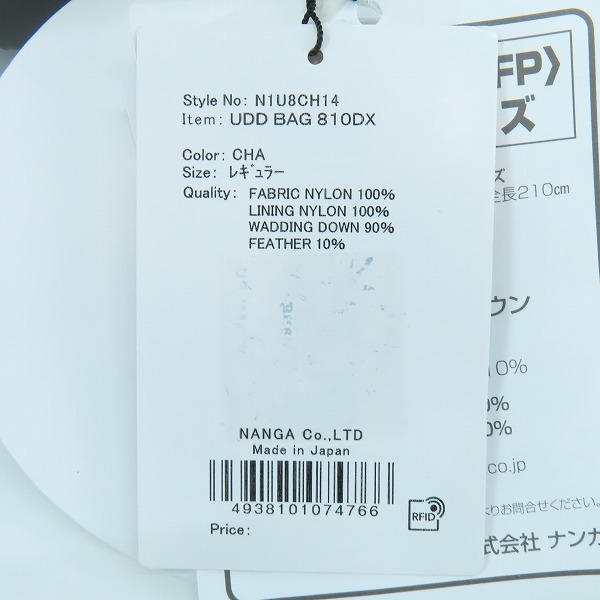 Style No: N1U8CH14
Item: UDD BAG 810DX
Color: CHA
Size: ﾚｷﾞｭﾗｰ
Quality: FABRIC NYLON 100%
LINING NYLON 100%
WADDING DOWN 90%
FEATHER 10%
NANGA Co.,LTD
Made in Japan
4938101074766
RFID
Price:
FP〉
ズ
ズ
全長210cm
ウン
10%
0%
0%
.co.jp
よりお問合せください。
式会社 ナンガ